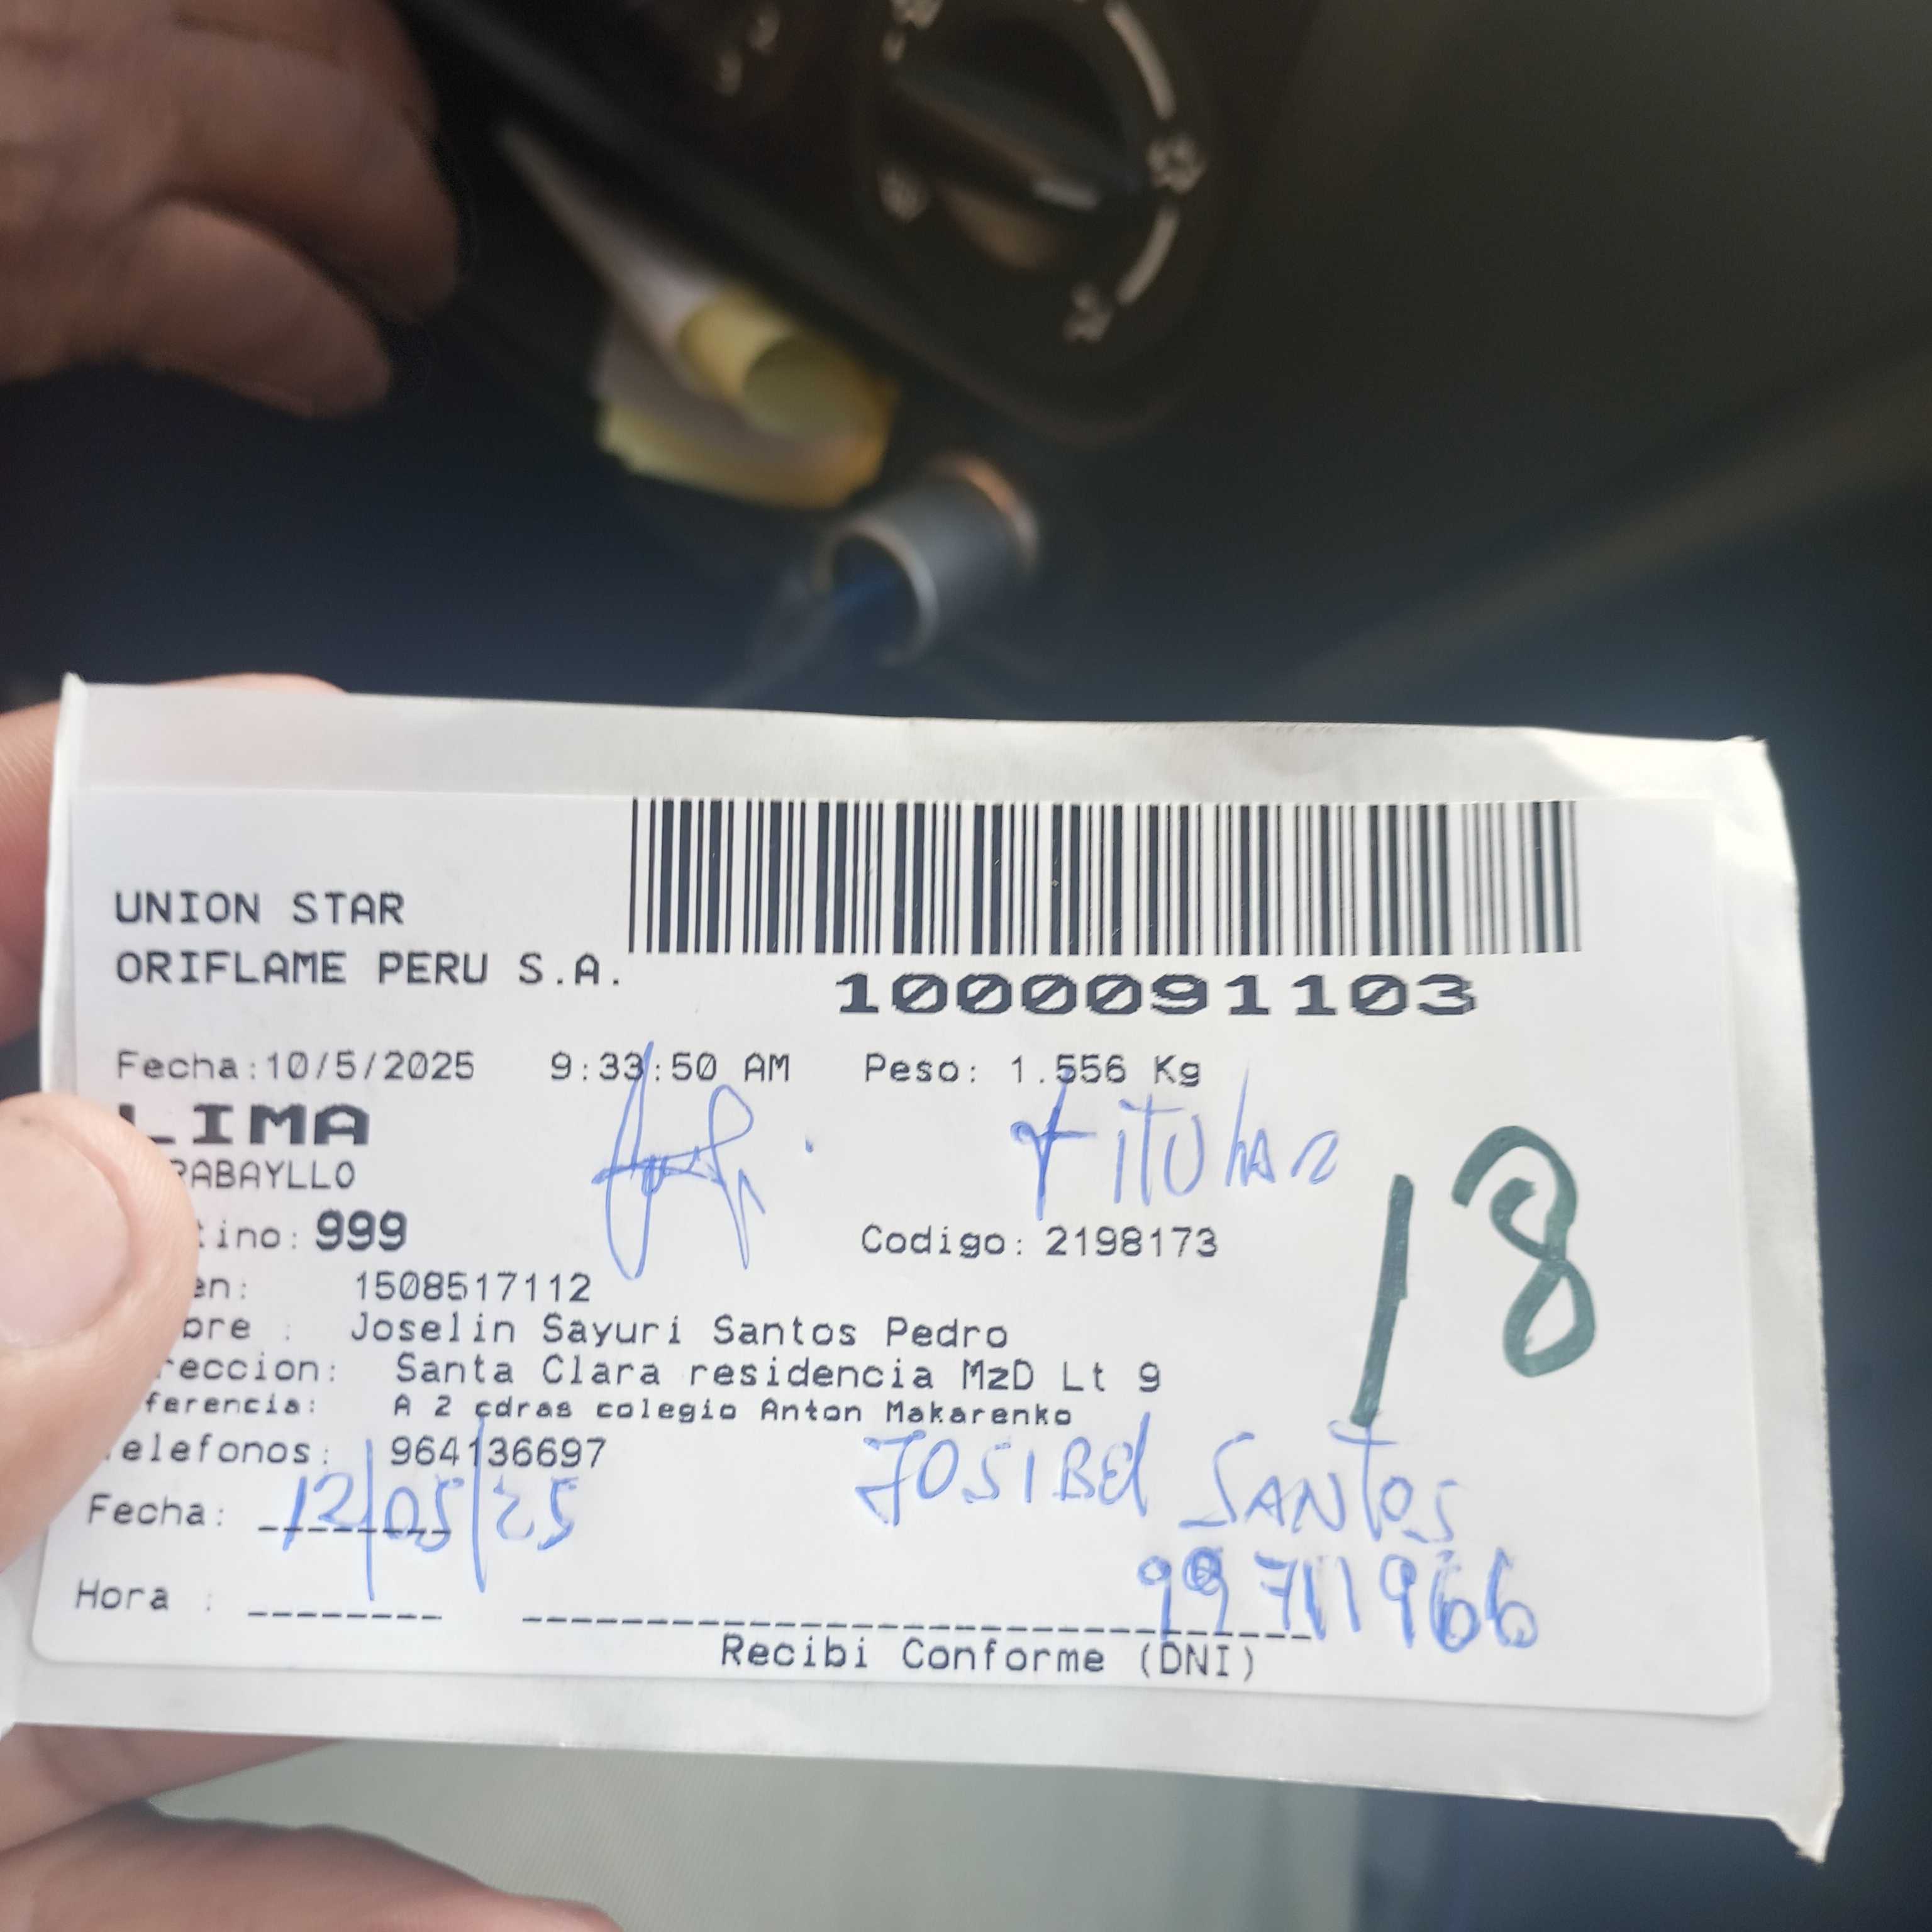 UNION STAR
ORIFLAME PERU S.A.
1000091103
Fecha:10/5/2025 9:33:50 AM Peso: 1.556 Kg
LIMA
RABAYLLO
TITULAR
tino: 999
Codigo: 2198173
18
en: 1508517112
bre : Joselin Sayuri Santos Pedro
reccion: Santa Clara residencia MzD Lt 9
ferencia: A 2 cdras colegio Anton Makarenko
elefonos: 964136697
JOSIBEl SANTOS
Fecha: 12/05/25
Hora :
Recibi Conforme (DNI)